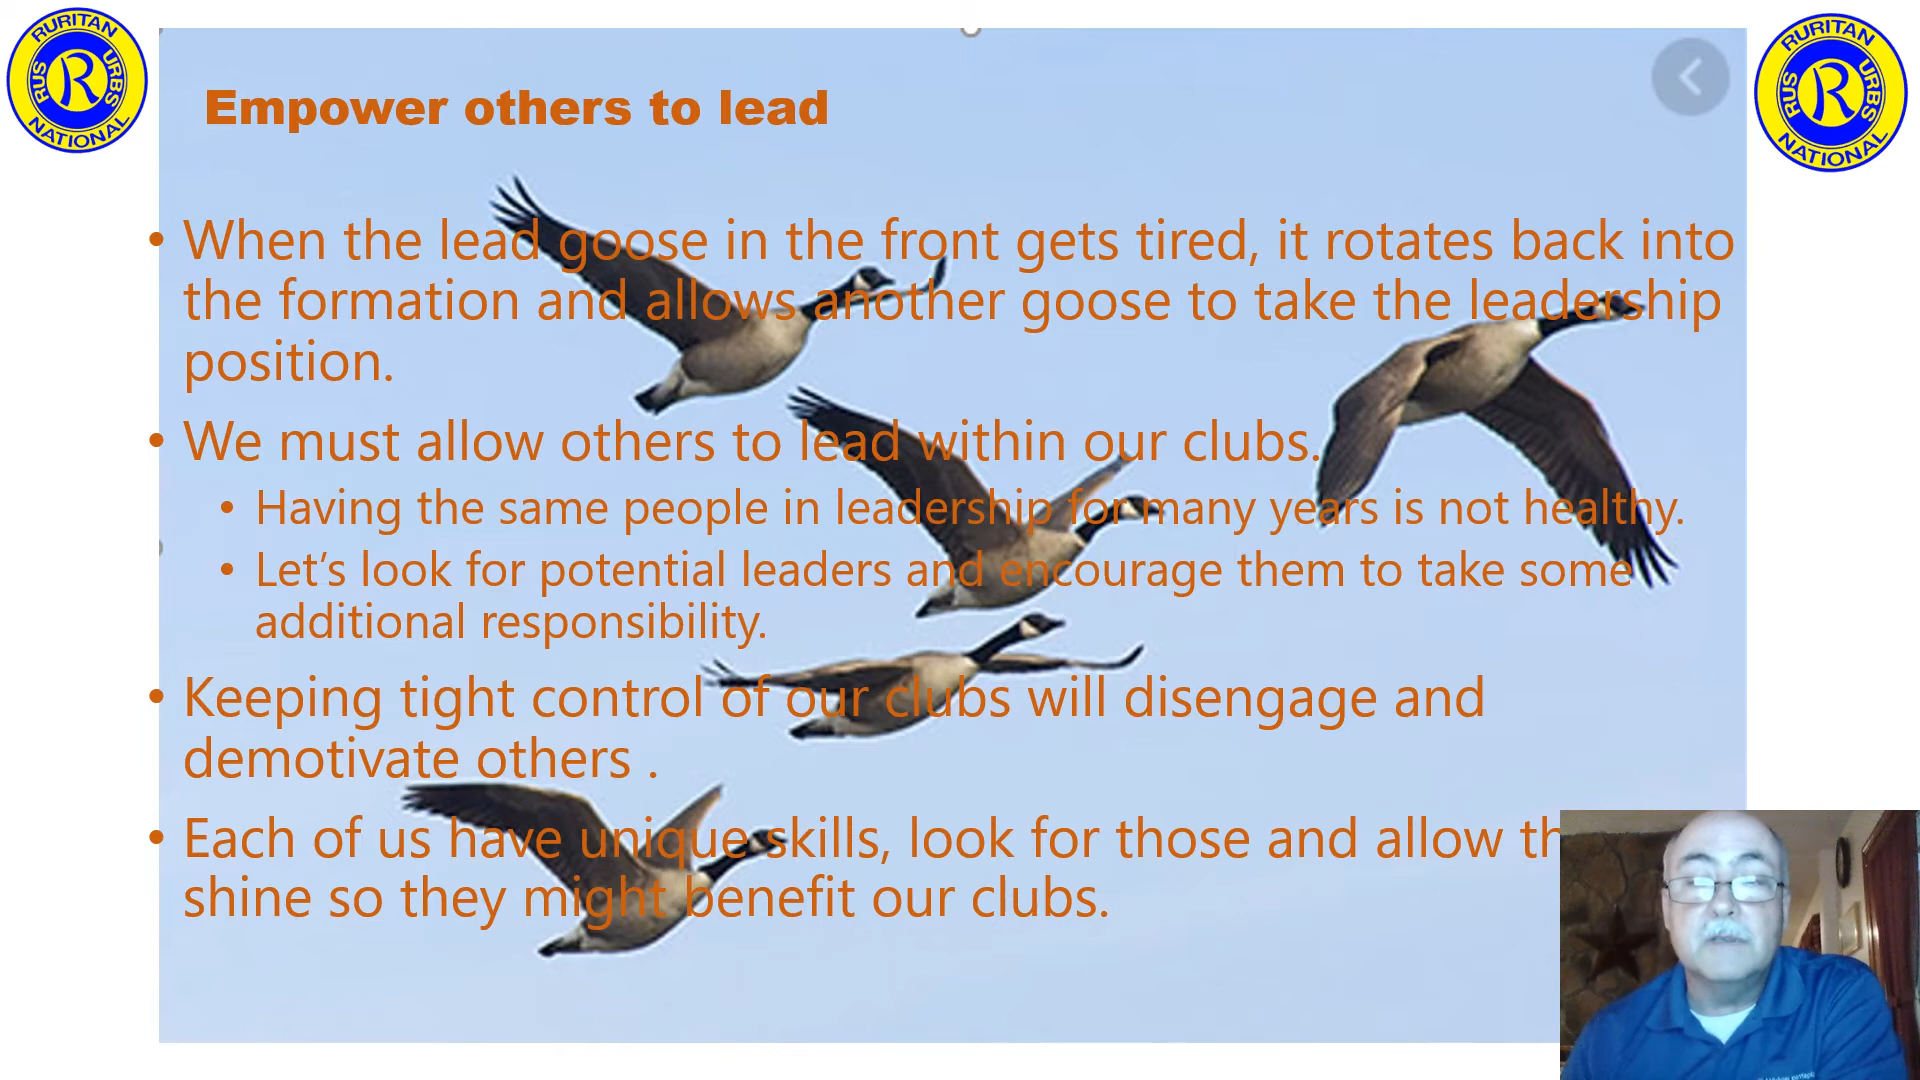 RURITAN
RUS
R
URBS
NATIONAL
RURITAN
RUS
R
URBS
NATIONAL
Empower others to lead
• When the lead goose in the front gets tired, it rotates back into
the formation and allows another goose to take the leadership
position.
• We must allow others to lead within our clubs.
• Having the same people in leadership for many years is not healthy.
• Let's look for potential leaders and encourage them to take some
additional responsibility.
• Keeping tight control of our clubs will disengage and
demotivate others .
• Each of us have unique skills, look for those and allow
shine so they might benefit our clubs.